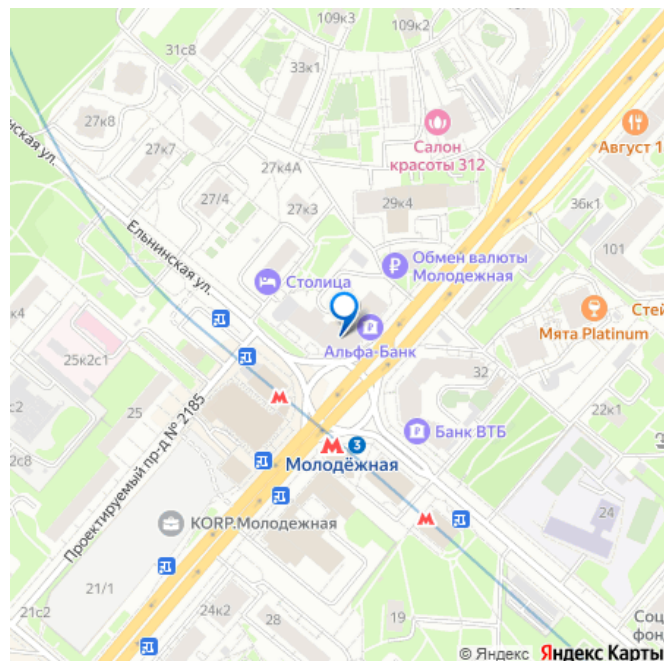 109к3
109к2
31с8
33к1
27к8
27к7
27к4А
Салон
красоты 312
Август 1
нская ул.
27/4
27к3
29к4
36к1
101
Ельнинская ул.
Обмен валюты
Молодежная
Столица
Стей
Мята Platinum
к4
Альфа-Банк
25к2с1
32
22к1
с2
25
Банк ВТБ
3
Молодёжная
2с8
Проектируемый пр-д № 2185
24
KORP.Молодежная
21/1
21с2
24к2
28
19
Соц
фон
© Яндекс Яндекс Карты